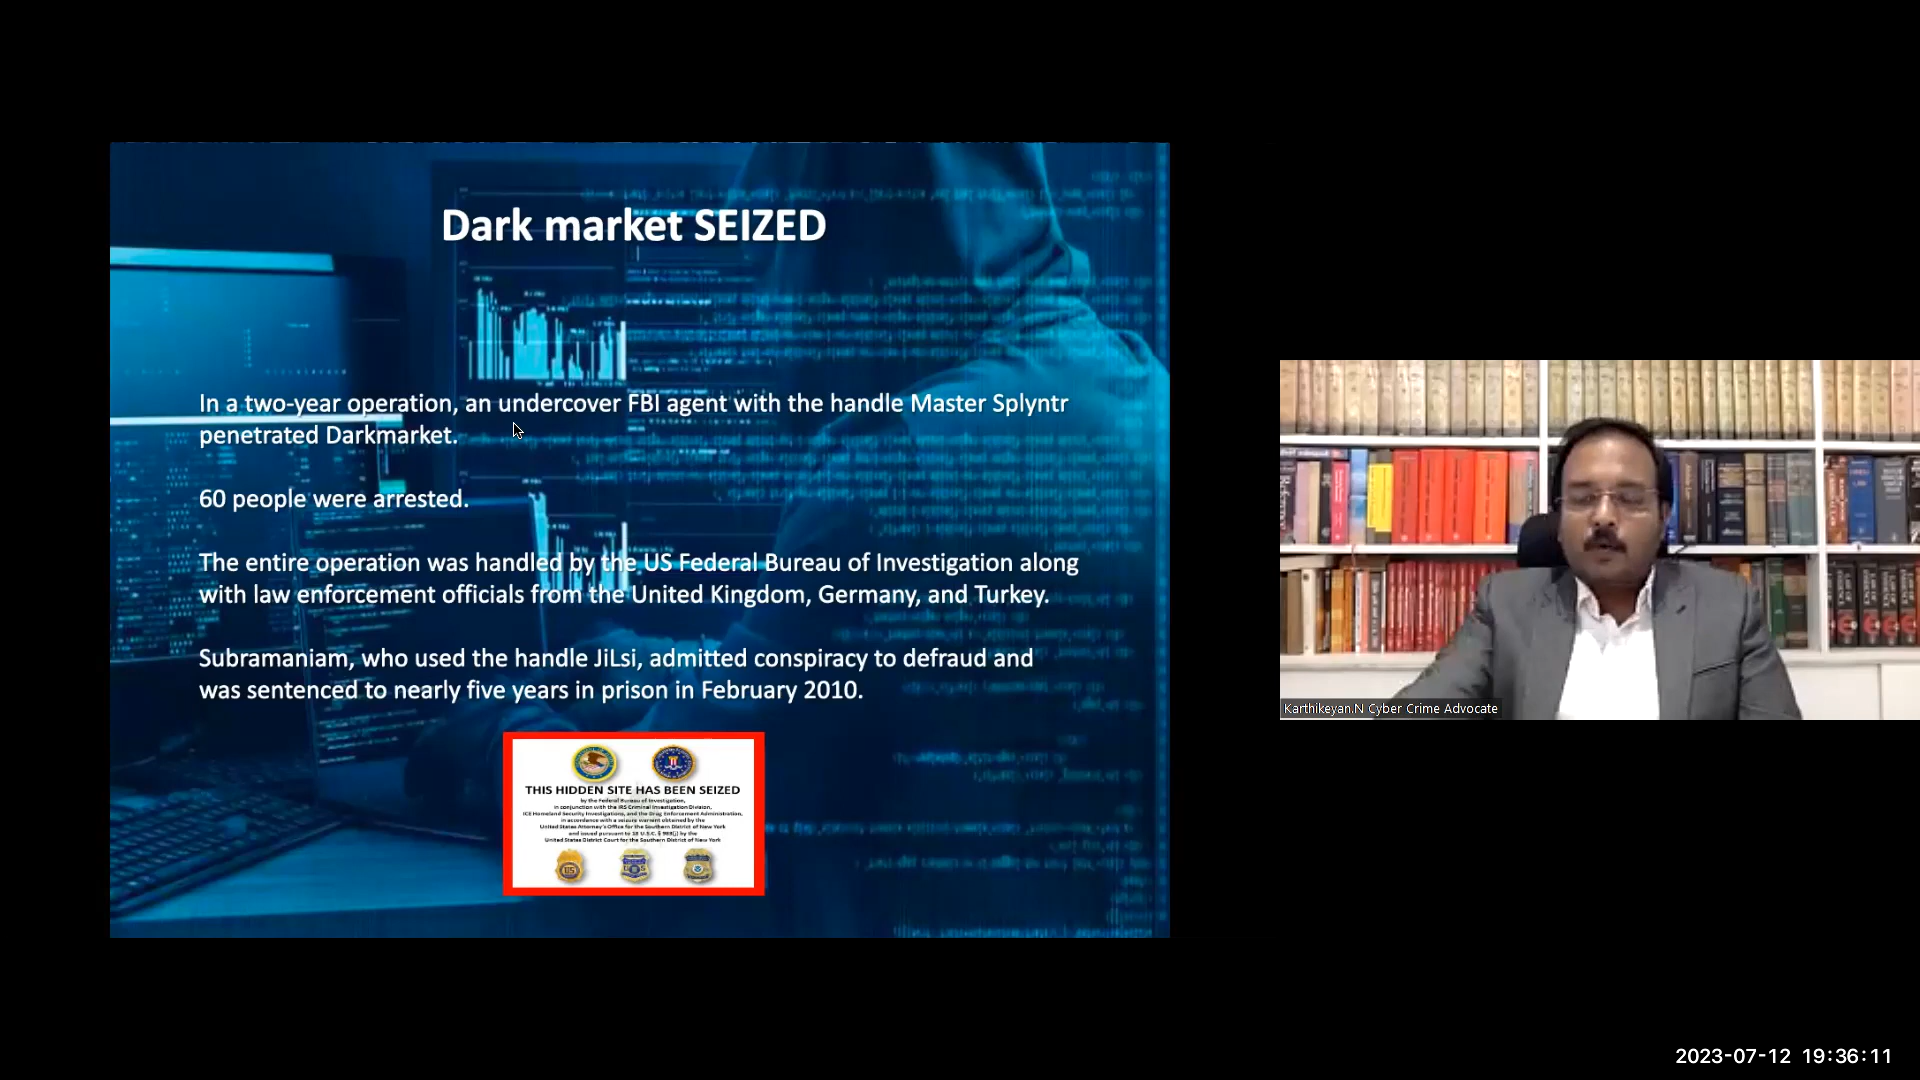 Dark market SEIZED
In a two-year operation, an undercover FBI agent with the handle Master Splyntr
penetrated Darkmarket.
60 people were arrested.
The entire operation was handled by the US Federal Bureau of Investigation along
with law enforcement officials from the United Kingdom, Germany, and Turkey.
Subramaniam, who used the handle JiLsi, admitted conspiracy to defraud and
was sentenced to nearly five years in prison in February 2010.
THIS HIDDEN SITE HAS BEEN SEIZED
by the Federal Bureau of Investigation,
in conjunction with the IRS Criminal Investigation Division,
ICE Homeland Security Investigations, and the Drug Enforcement Administration,
in accordance with a seizure warrant obtained by the
United States Attorney's Office for the Southern District of New York
and issued pursuant to 18 U.S.C. § 983(j) by the
United States District Court for the Southern District of New York
Karthikeyan.N Cyber Crime Advocate
2023-07-12 19:36:11